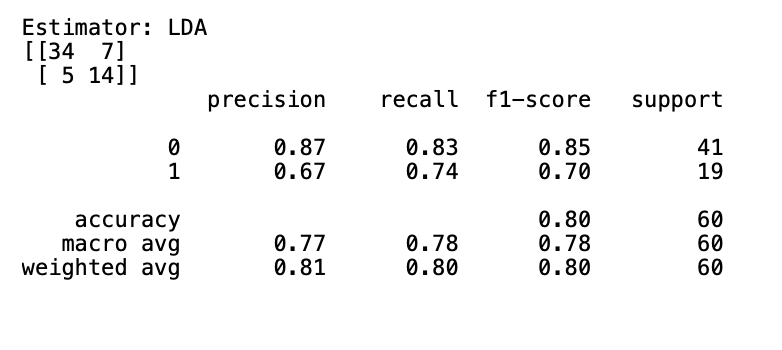 Estimator: LDA
[[34  7]
 [ 5 14]]
              precision    recall  f1-score   support

           0       0.87      0.83      0.85        41
           1       0.67      0.74      0.70        19

    accuracy                           0.80        60
   macro avg       0.77      0.78      0.78        60
weighted avg       0.81      0.80      0.80        60